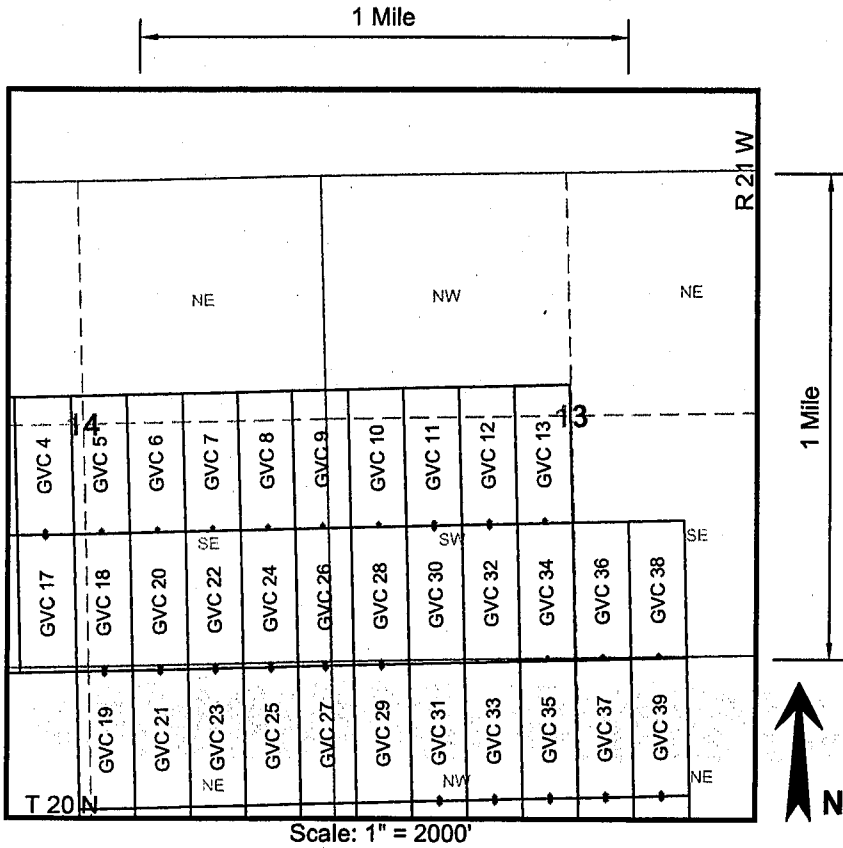 1 Mile
R 21 W
NE
NW
NE
1 Mile
14
13
GVC 4
GVC 5
GVC 6
GVC 7
GVC 8
GVC 9
GVC 10
GVC 11
GVC 12
GVC 13
SE
SW
SE
GVC 17
GVC 18
GVC 20
GVC 22
GVC 24
GVC 26
GVC 28
GVC 30
GVC 32
GVC 34
GVC 36
GVC 38
GVC 19
GVC 21
GVC 23
GVC 25
GVC 27
GVC 29
GVC 31
GVC 33
GVC 35
GVC 37
GVC 39
NE
NW
NE
T 20 N
N
Scale: 1" = 2000'